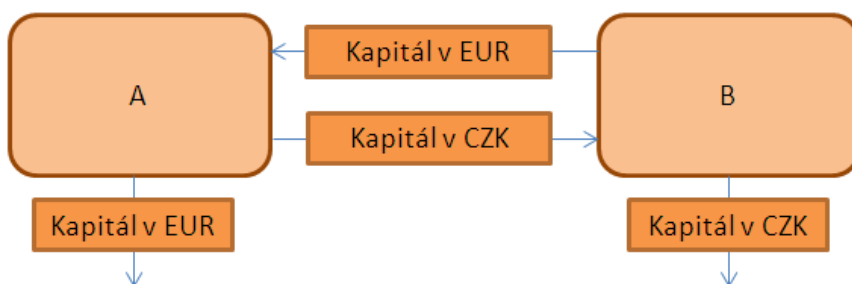 Kapitál v EUR
A
B
Kapitál v CZK
Kapitál v EUR
Kapitál v CZK